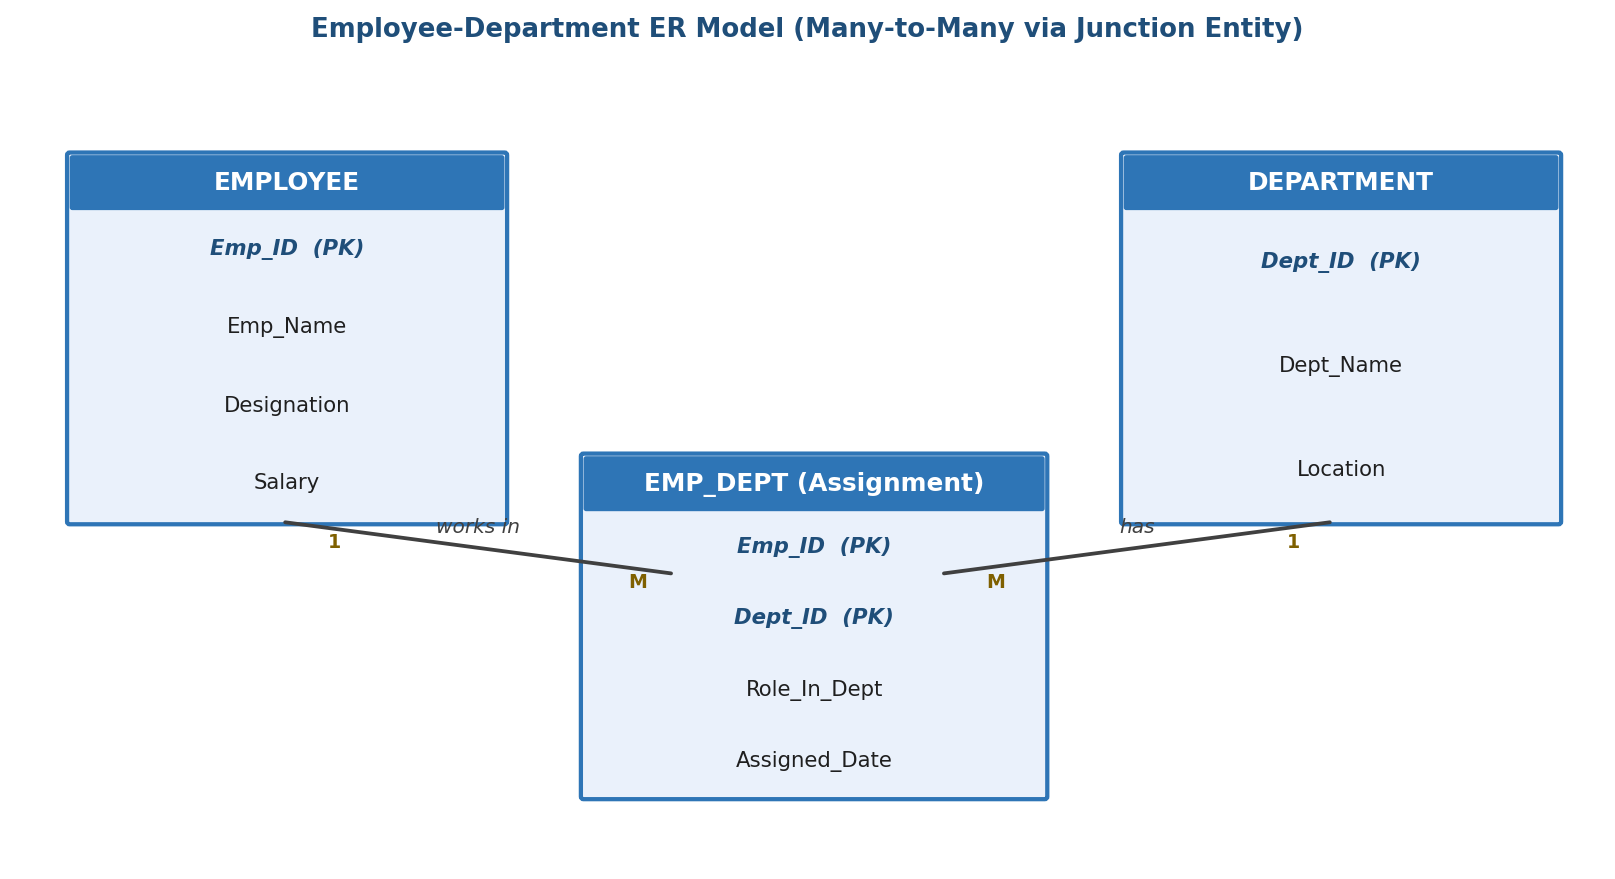 Employee-Department ER Model (Many-to-Many via Junction Entity)
EMPLOYEE
Emp_ID (PK)
Emp_Name
Designation
Salary
DEPARTMENT
Dept_ID (PK)
Dept_Name
Location
works in
1
M
has
1
M
EMP_DEPT (Assignment)
Emp_ID (PK)
Dept_ID (PK)
Role_In_Dept
Assigned_Date